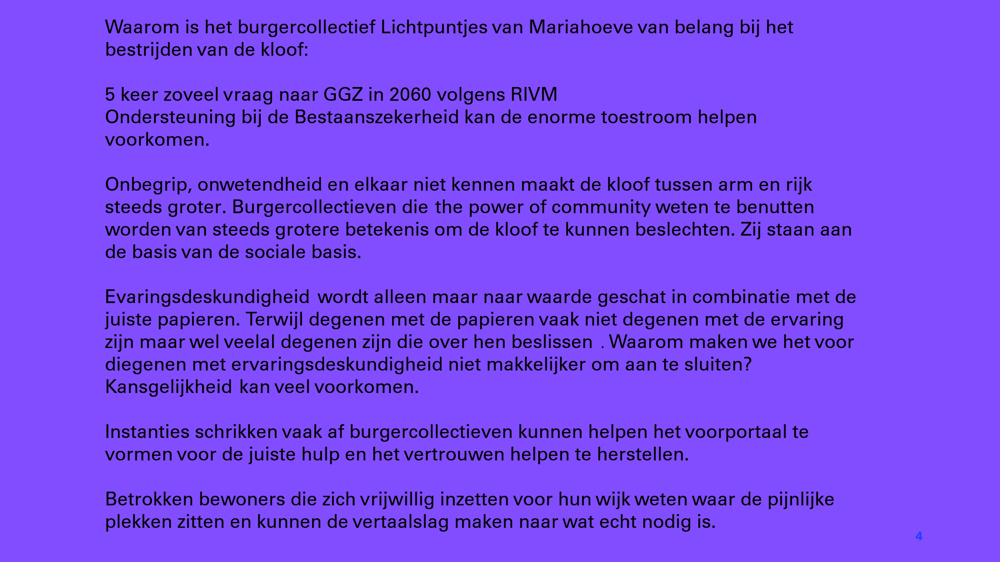 Waarom is het burgercollectief Lichtpuntjes van Mariahoeve van belang bij het
bestrijden van de kloof:
5 keer zoveel vraag naar GGZ in 2060 volgens RIVM
Ondersteuning bij de Bestaanszekerheid kan de enorme toestroom helpen
voorkomen.
Onbegrip, onwetendheid en elkaar niet kennen maakt de kloof tussen arm en rijk
steeds groter. Burgercollectieven die the power of community weten te benutten
worden van steeds grotere betekenis om de kloof te kunnen beslechten. Zij staan aan
de basis van de sociale basis.
Evaringsdeskundigheid wordt alleen maar naar waarde geschat in combinatie met de
juiste papieren. Terwijl degenen met de papieren vaak niet degenen met de ervaring
zijn maar wel veelal degenen zijn die over hen beslissen . Waarom maken we het voor
diegenen met ervaringsdeskundigheid niet makkelijker om aan te sluiten?
Kansgelijkheid kan veel voorkomen.
Instanties schrikken vaak af burgercollectieven kunnen helpen het voorportaal te
vormen voor de juiste hulp en het vertrouwen helpen te herstellen.
Betrokken bewoners die zich vrijwillig inzetten voor hun wijk weten waar de pijnlijke
plekken zitten en kunnen de vertaalslag maken naar wat echt nodig is.
4